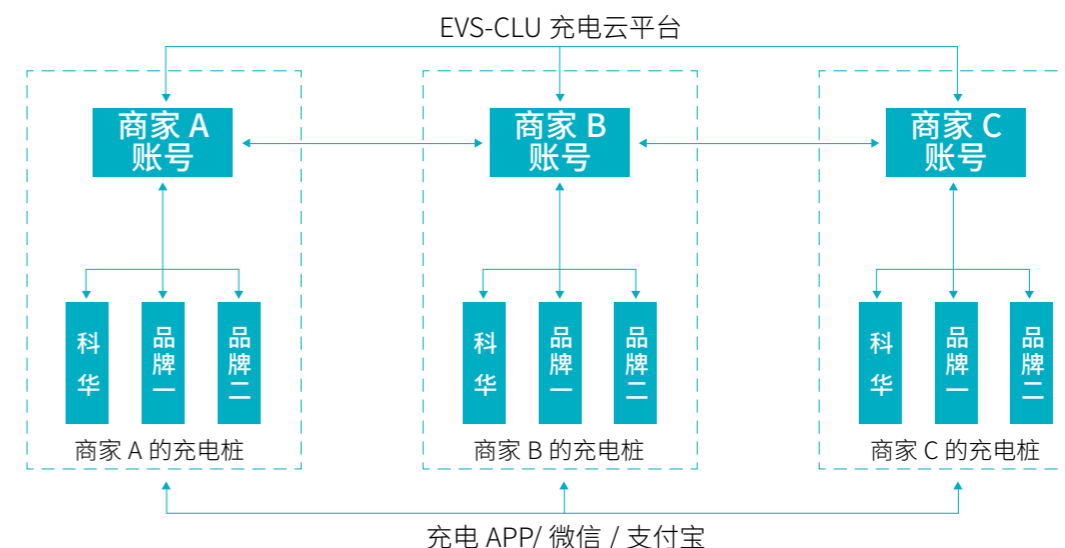 EVS-CLU 充电云平台
商家 A
账号
商家 B
账号
商家 C
账号
科华
品牌一
品牌二
科华
品牌一
品牌二
科华
品牌一
品牌二
商家 A 的充电桩
商家 B 的充电桩
商家 C 的充电桩
充电 APP/ 微信 / 支付宝